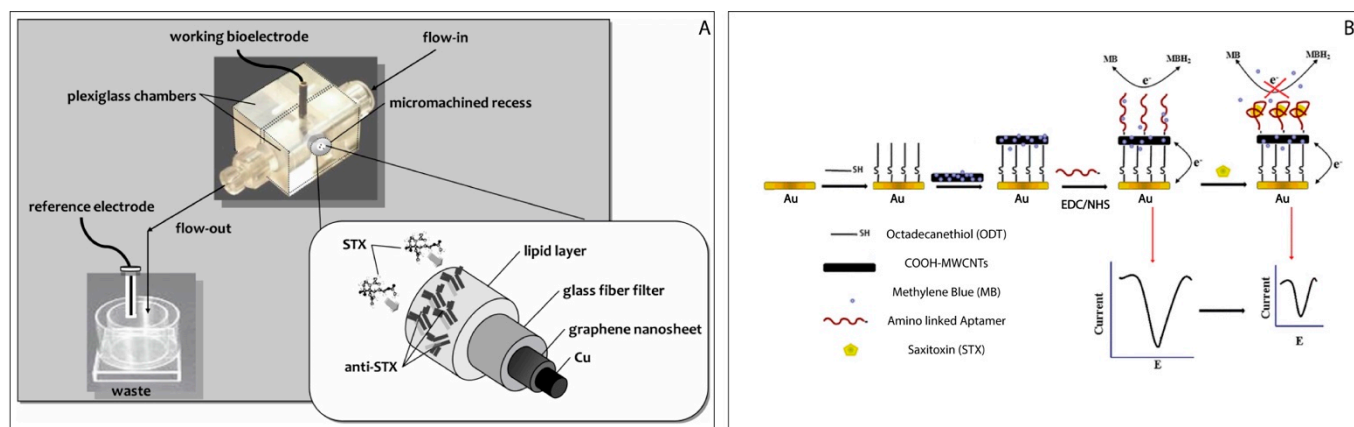 A
working bioelectrode
flow-in
plexiglass chambers
micromachined recess
reference electrode
flow-out
waste
STX
lipid layer
glass fiber filter
graphene nanosheet
Cu
anti-STX
B
MB
MBH2
e-
MB
MBH2
e-
SH
Au
Au
Au
EDC/NHS
Au
e-
Au
e-
SH
Octadecanethiol (ODT)
COOH-MWCNTs
Methylene Blue (MB)
Amino linked Aptamer
Saxitoxin (STX)
Current
E
Current
E